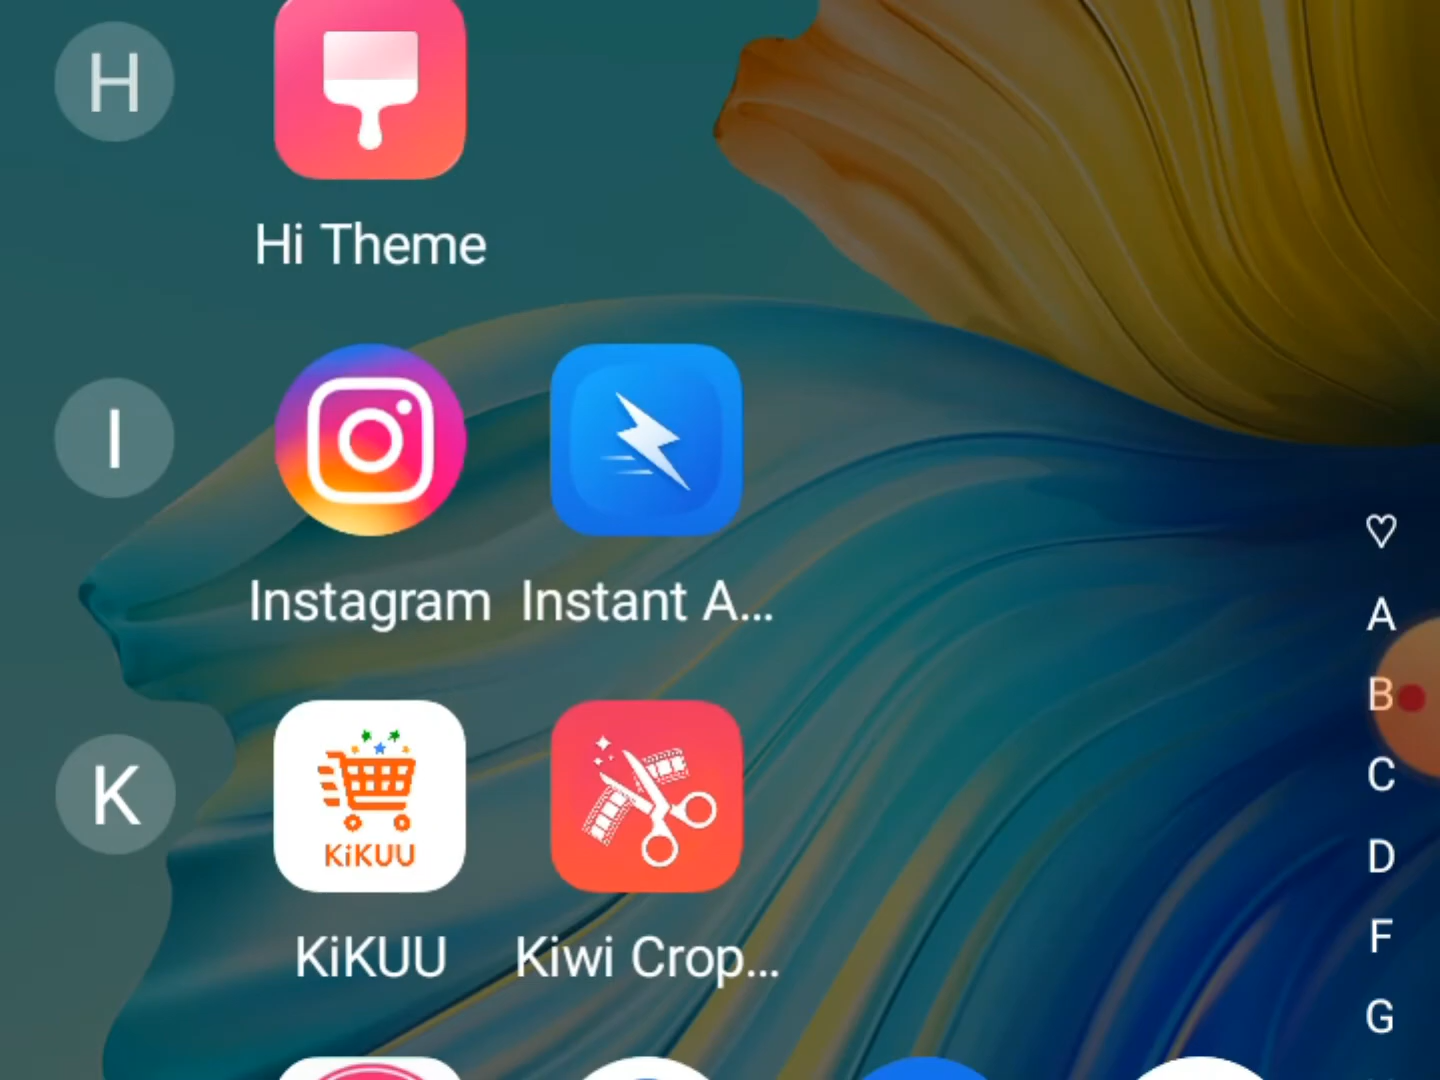 H
Hi Theme
I
Instagram Instant A...
K
KiKUU
KiKUU Kiwi Crop...
♡
A
B
C
D
F
G